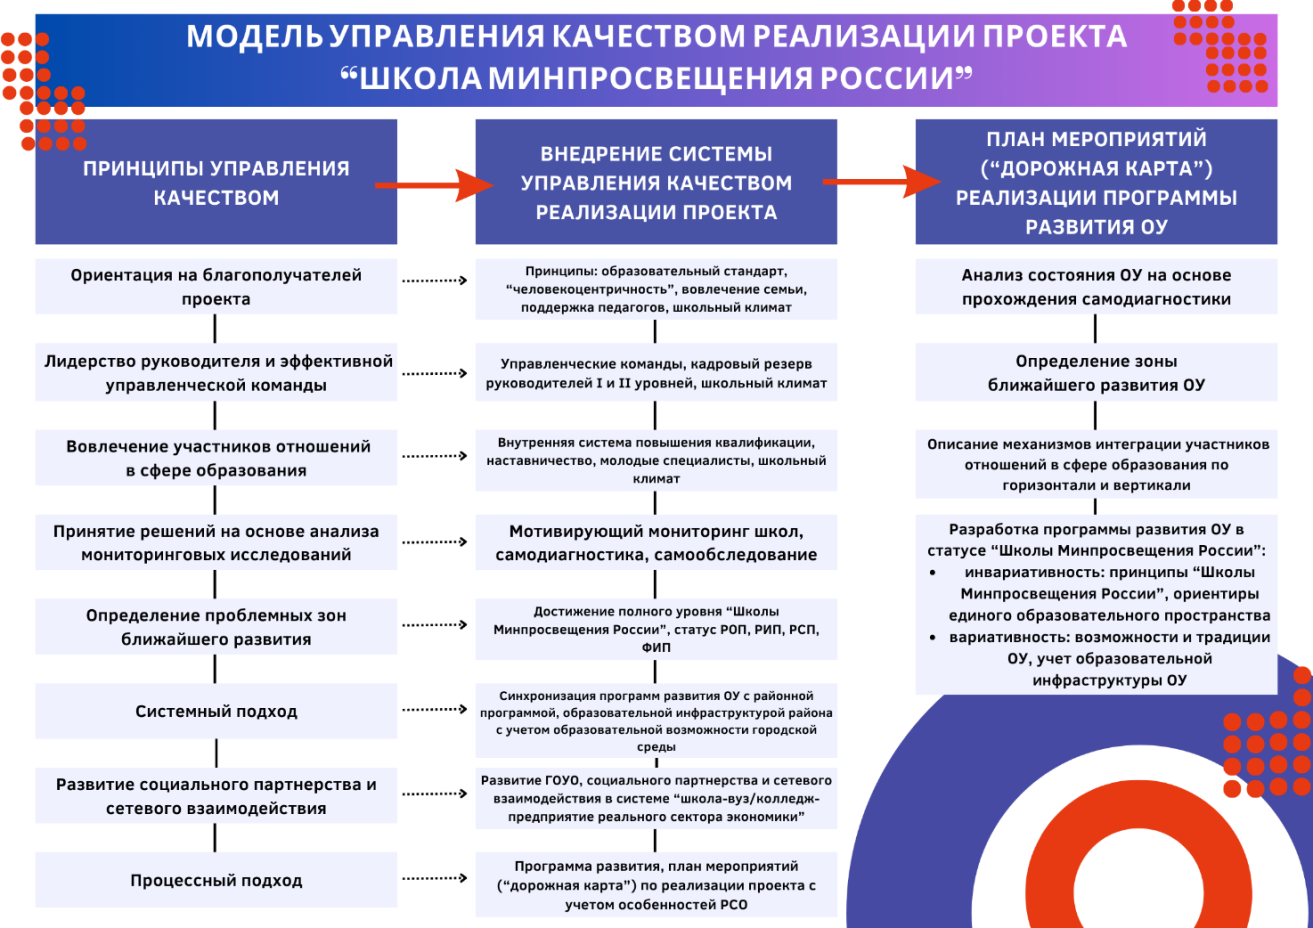 МОДЕЛЬ УПРАВЛЕНИЯ КАЧЕСТВОМ РЕАЛИЗАЦИИ ПРОЕКТА
“ШКОЛА МИНПРОСВЕЩЕНИЯ РОССИИ”
ПРИНЦИПЫ УПРАВЛЕНИЯ
КАЧЕСТВОМ
Ориентация на благополучателей
проекта
Лидерство руководителя и эффективной
управленческой команды
Вовлечение участников отношений
в сфере образования
Принятие решений на основе анализа
мониторинговых исследований
Определение проблемных зон
ближайшего развития
Системный подход
Развитие социального партнерства и
сетевого взаимодействия
Процессный подход
ВНЕДРЕНИЕ СИСТЕМЫ
УПРАВЛЕНИЯ КАЧЕСТВОМ
РЕАЛИЗАЦИИ ПРОЕКТА
Принципы: образовательный стандарт,
“человекоцентричность”, вовлечение семьи,
поддержка педагогов, школьный климат
Управленческие команды, кадровый резерв
руководителей I и II уровней, школьный климат
Внутренняя система повышения квалификации,
наставничество, молодые специалисты, школьный
климат
Мотивирующий мониторинг школ,
самодиагностика, самообследование
Достижение полного уровня “Школы
Минпросвещения России”, статус РОП, РИП, РСП,
ФИП
Синхронизация программ развития ОУ с районной
программой, образовательной инфраструктурой района
с учетом образовательной возможности городской
среды
Развитие ГОУО, социального партнерства и сетевого
взаимодействия в системе “школа-вуз/колледж-
предприятие реального сектора экономики”
Программа развития, план мероприятий
(“дорожная карта”) по реализации проекта с
учетом особенностей РСО
ПЛАН МЕРОПРИЯТИЙ
(“ДОРОЖНАЯ КАРТА”)
РЕАЛИЗАЦИИ ПРОГРАММЫ
РАЗВИТИЯ ОУ
Анализ состояния ОУ на основе
прохождения самодиагностики
Определение зоны
ближайшего развития ОУ
Описание механизмов интеграции участников
отношений в сфере образования по
горизонтали и вертикали
Разработка программы развития ОУ в
статусе “Школы Минпросвещения России”:
• инвариативность: принципы “Школы
Минпросвещения России”, ориентиры
единого образовательного пространства
• вариативность: возможности и традиции
ОУ, учет образовательной
инфраструктуры ОУ